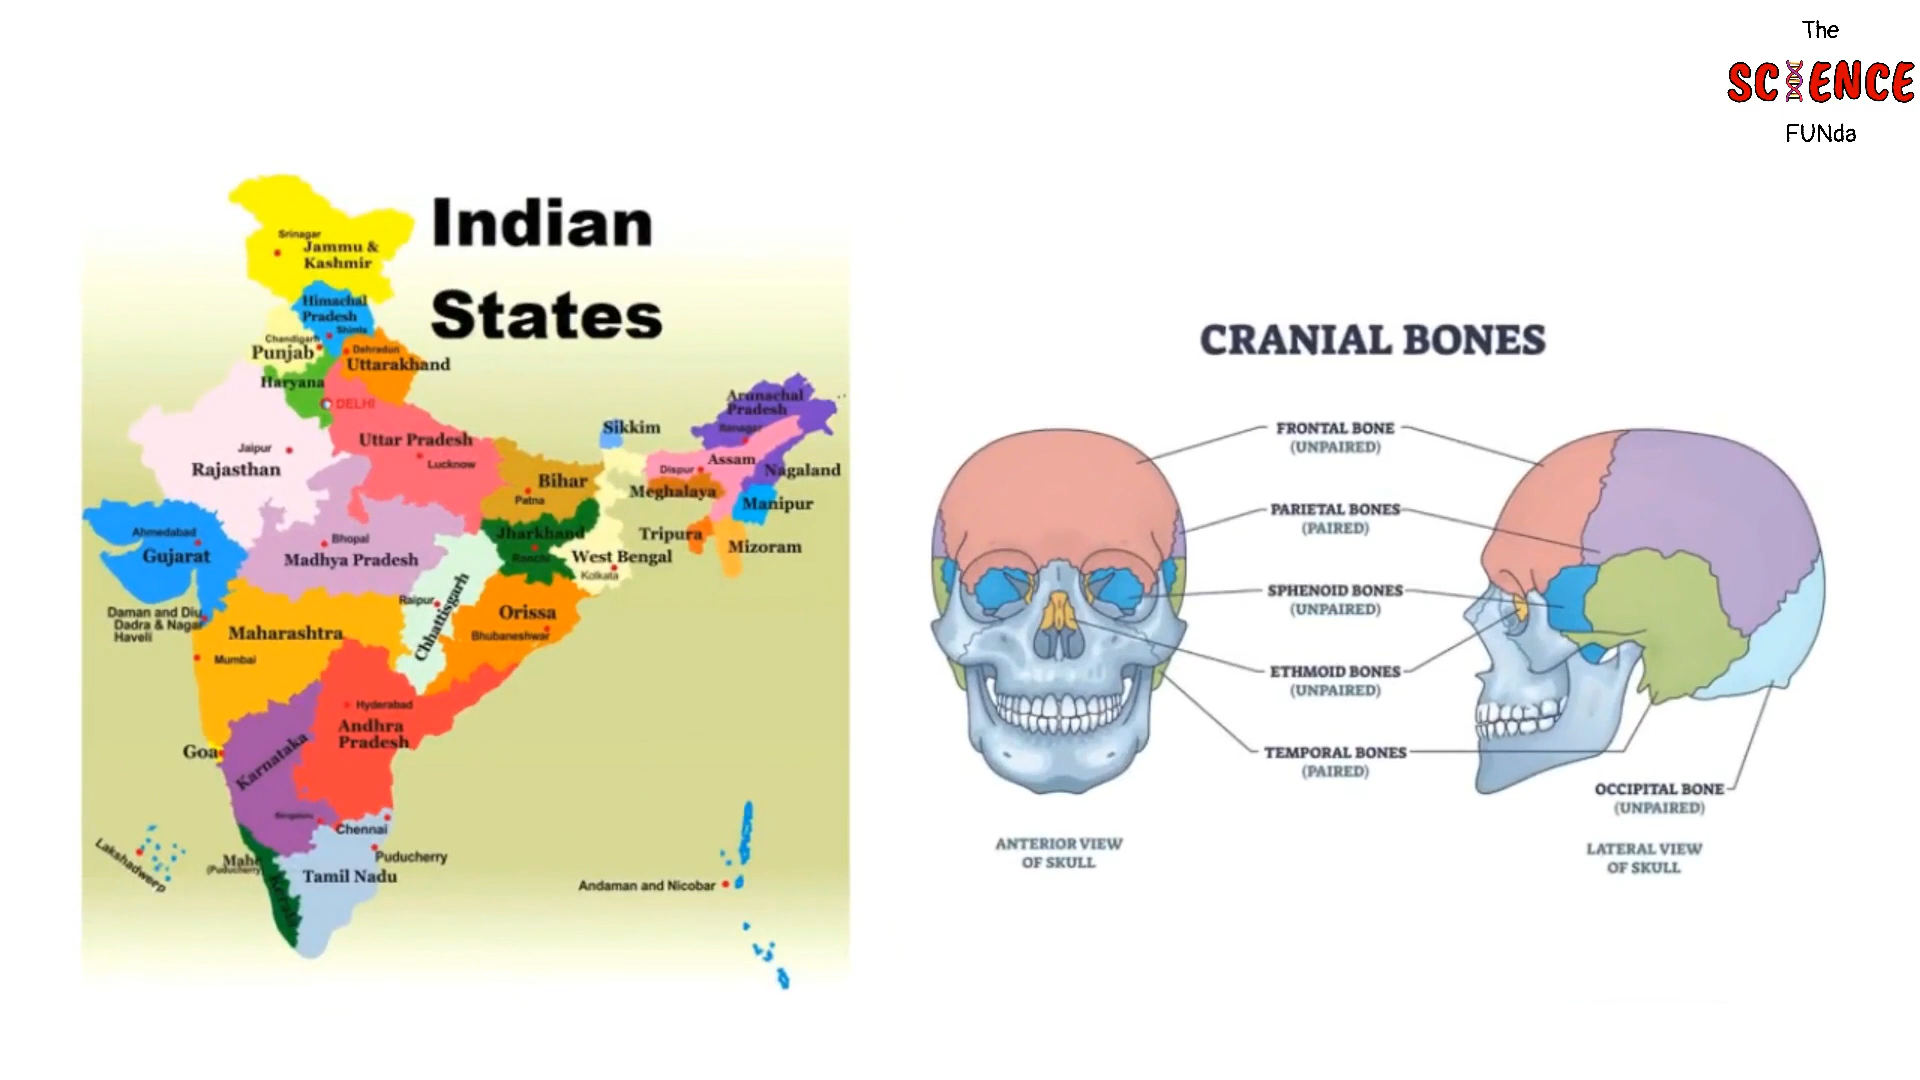 The
SCIENCE
FUNda
Indian
States
Srinagar
Jammu &
Kashmir
Himachal
Pradesh
Shimla
Chandigarh
Punjab
Dehradun
Uttarakhand
Haryana
DELHI
Uttar Pradesh
Lucknow
Jaipur
Rajasthan
Sikkim
Arunachal
Pradesh
Itanagar
Assam
Dispur
Nagaland
Meghalaya
Manipur
Tripura
Mizoram
Bihar
Patna
Jharkhand
Ranchi
West Bengal
Kolkata
Ahmedabad
Gujarat
Bhopal
Madhya Pradesh
Raipur
Chhattisgarh
Orissa
Bhubaneshwar
Daman and Diu
Dadra & Nagar
Haveli
Maharashtra
Mumbai
Hyderabad
Andhra
Pradesh
Goa
Karnataka
Bengaluru
Chennai
Puducherry
Mahe
(Puducherry)
Kerala
Tamil Nadu
Lakshadweep
Andaman and Nicobar
CRANIAL BONES
FRONTAL BONE
(UNPAIRED)
PARIETAL BONES
(PAIRED)
SPHENOID BONES
(UNPAIRED)
ETHMOID BONES
(UNPAIRED)
TEMPORAL BONES
(PAIRED)
OCCIPITAL BONE
(UNPAIRED)
ANTERIOR VIEW
OF SKULL
LATERAL VIEW
OF SKULL